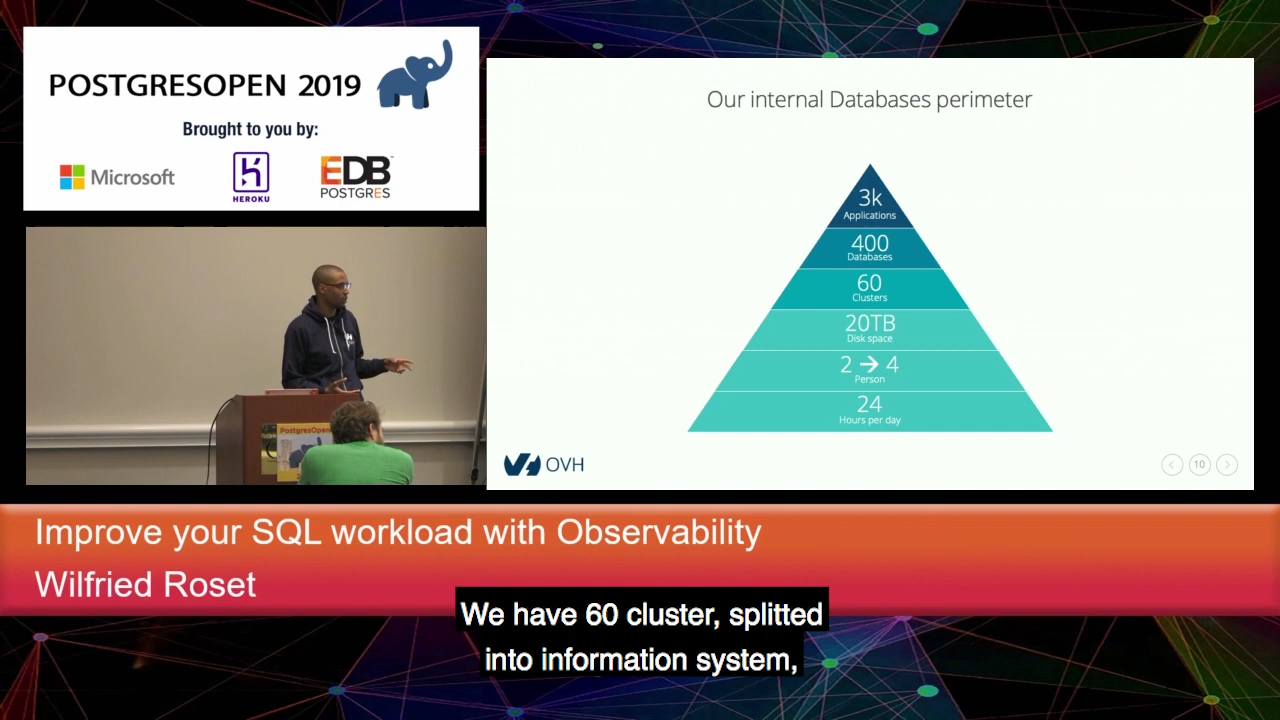 POSTGRESOPEN 2019
Brought to you by:
Microsoft
HEROKU
EDB
POSTGRES
Our internal Databases perimeter
3k
Applications
400
Databases
60
Clusters
20TB
Disk space
2 → 4
Person
24
Hours per day
OVH
10
PostgresOpen
Improve your SQL workload with Observability
Wilfried Roset
We have 60 cluster, splitted
into information system,